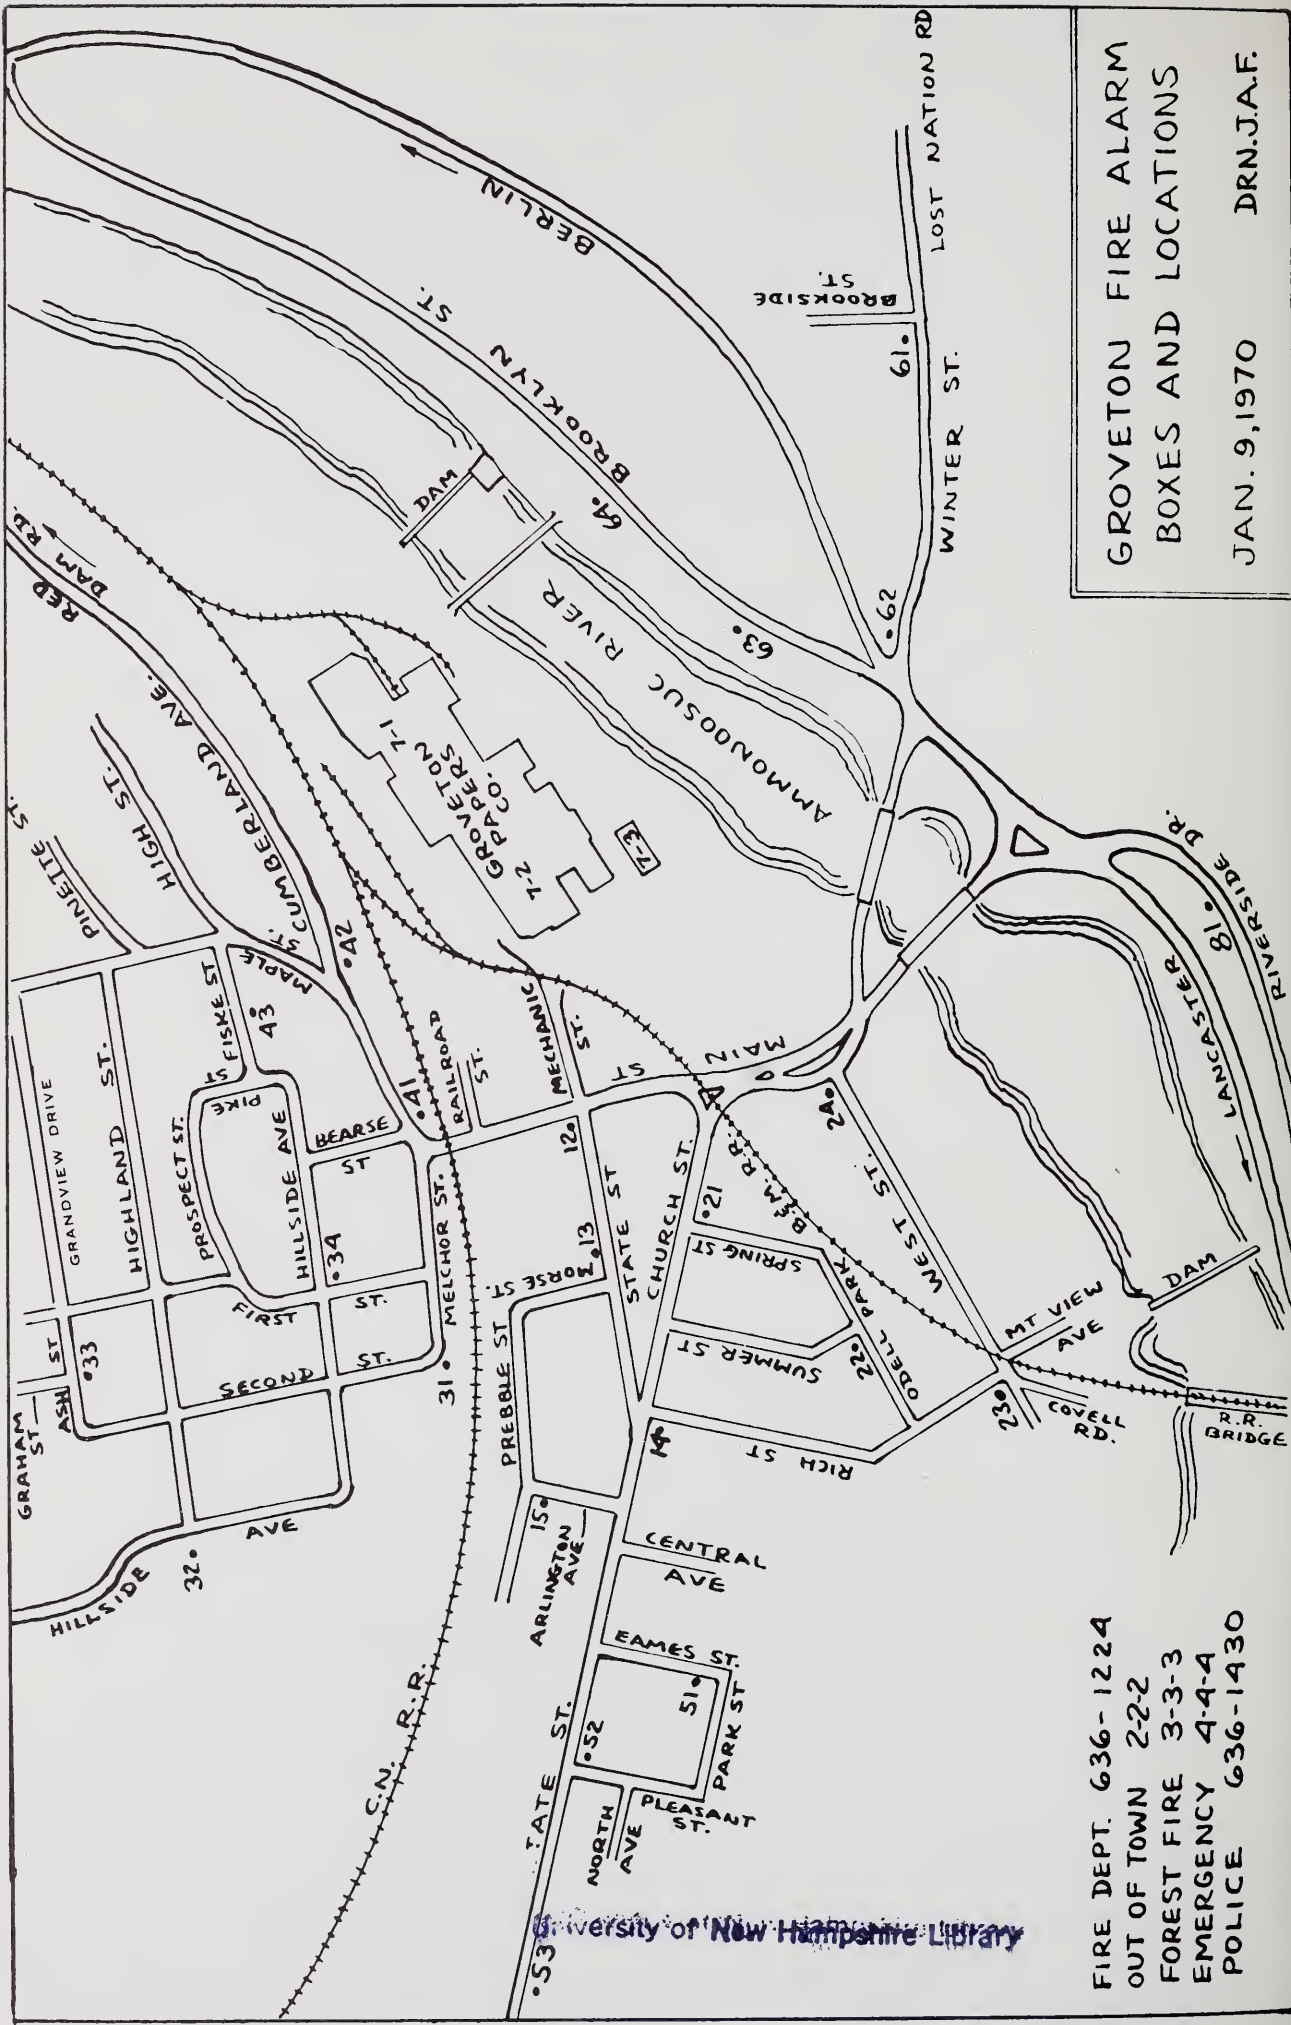 GROVETON FIRE ALARM
BOXES AND LOCATIONS
JAN. 9, 1970 DRN. J.A.F.
FIRE DEPT. 636-1224
OUT OF TOWN 2-2-2
FOREST FIRE 3-3-3
EMERGENCY 4-4-4
POLICE 636-1430
HILLSIDE
AVE
32
GRAHAM
ST
ASH
ST
33
GRANDVIEW DRIVE
HIGHLAND ST.
PINETTE ST.
HIGH ST.
PROSPECT ST.
PIKE
ST
FISKE ST
43
MAPLE
ST.
CUMBERLAND AVE.
RED
DAM RD.
42
SECOND
ST.
FIRST
ST.
34
HILLSIDE AVE
BEARSE
ST
41
RAILROAD
ST.
31
MELCHOR ST.
C.N. R.R.
PREBBLE ST
MORSE ST.
13
12
MECHANIC
ST.
GROVETON
PAPERS
CO.
7-1
7-2
7-3
DAM
AMMONOOSUC RIVER
BROOKLYN ST.
64
63
BERLIN
62
61
WINTER ST.
BROOKSIDE
ST.
LOST NATION RD
15
ARLINGTON
AVE
STATE ST
CHURCH ST.
MAIN
ST
14
21
B.&M. R.R.
SPRING ST
SUMMER ST
RICH ST
22
ODELL PARK
24
WEST ST.
23
MT VIEW
AVE
COVELL
RD.
R.R.
BRIDGE
DAM
LANCASTER
81
RIVERSIDE DR.
CENTRAL
AVE
EAMES ST.
51
52
PARK ST
PLEASANT
ST.
NORTH
AVE
TATE ST.
53
University of New Hampshire Library